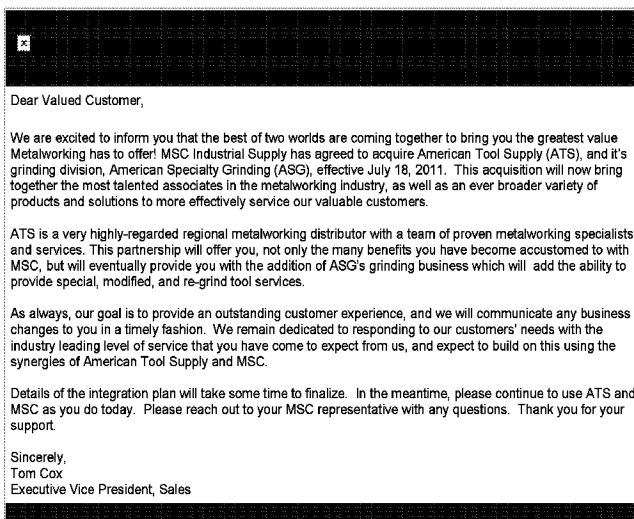 Dear Valued Customer,
We are excited to inform you that the best of two worlds are coming together to bring you the greatest value
Metalworking has to offer! MSC Industrial Supply has agreed to acquire American Tool Supply (ATS), and it's
grinding division, American Specialty Grinding (ASG), effective July 18, 2011. This acquisition will now bring
together the most talented associates in the metalworking industry, as well as an ever broader variety of
products and solutions to more effectively service our valuable customers.
ATS is a very highly-regarded regional metalworking distributor with a team of proven metalworking specialists
and services. This partnership will offer you, not only the many benefits you have become accustomed to with
MSC, but will eventually provide you with the addition of ASG's grinding business which will add the ability to
provide special, modified, and re-grind tool services.
As always, our goal is to provide an outstanding customer experience, and we will communicate any business
changes to you in a timely fashion. We remain dedicated to responding to our customers' needs with the
industry leading level of service that you have come to expect from us, and expect to build on this using the
synergies of American Tool Supply and MSC.
Details of the integration plan will take some time to finalize. In the meantime, please continue to use ATS and
MSC as you do today. Please reach out to your MSC representative with any questions. Thank you for your
support.
Sincerely,
Tom Cox
Executive Vice President, Sales